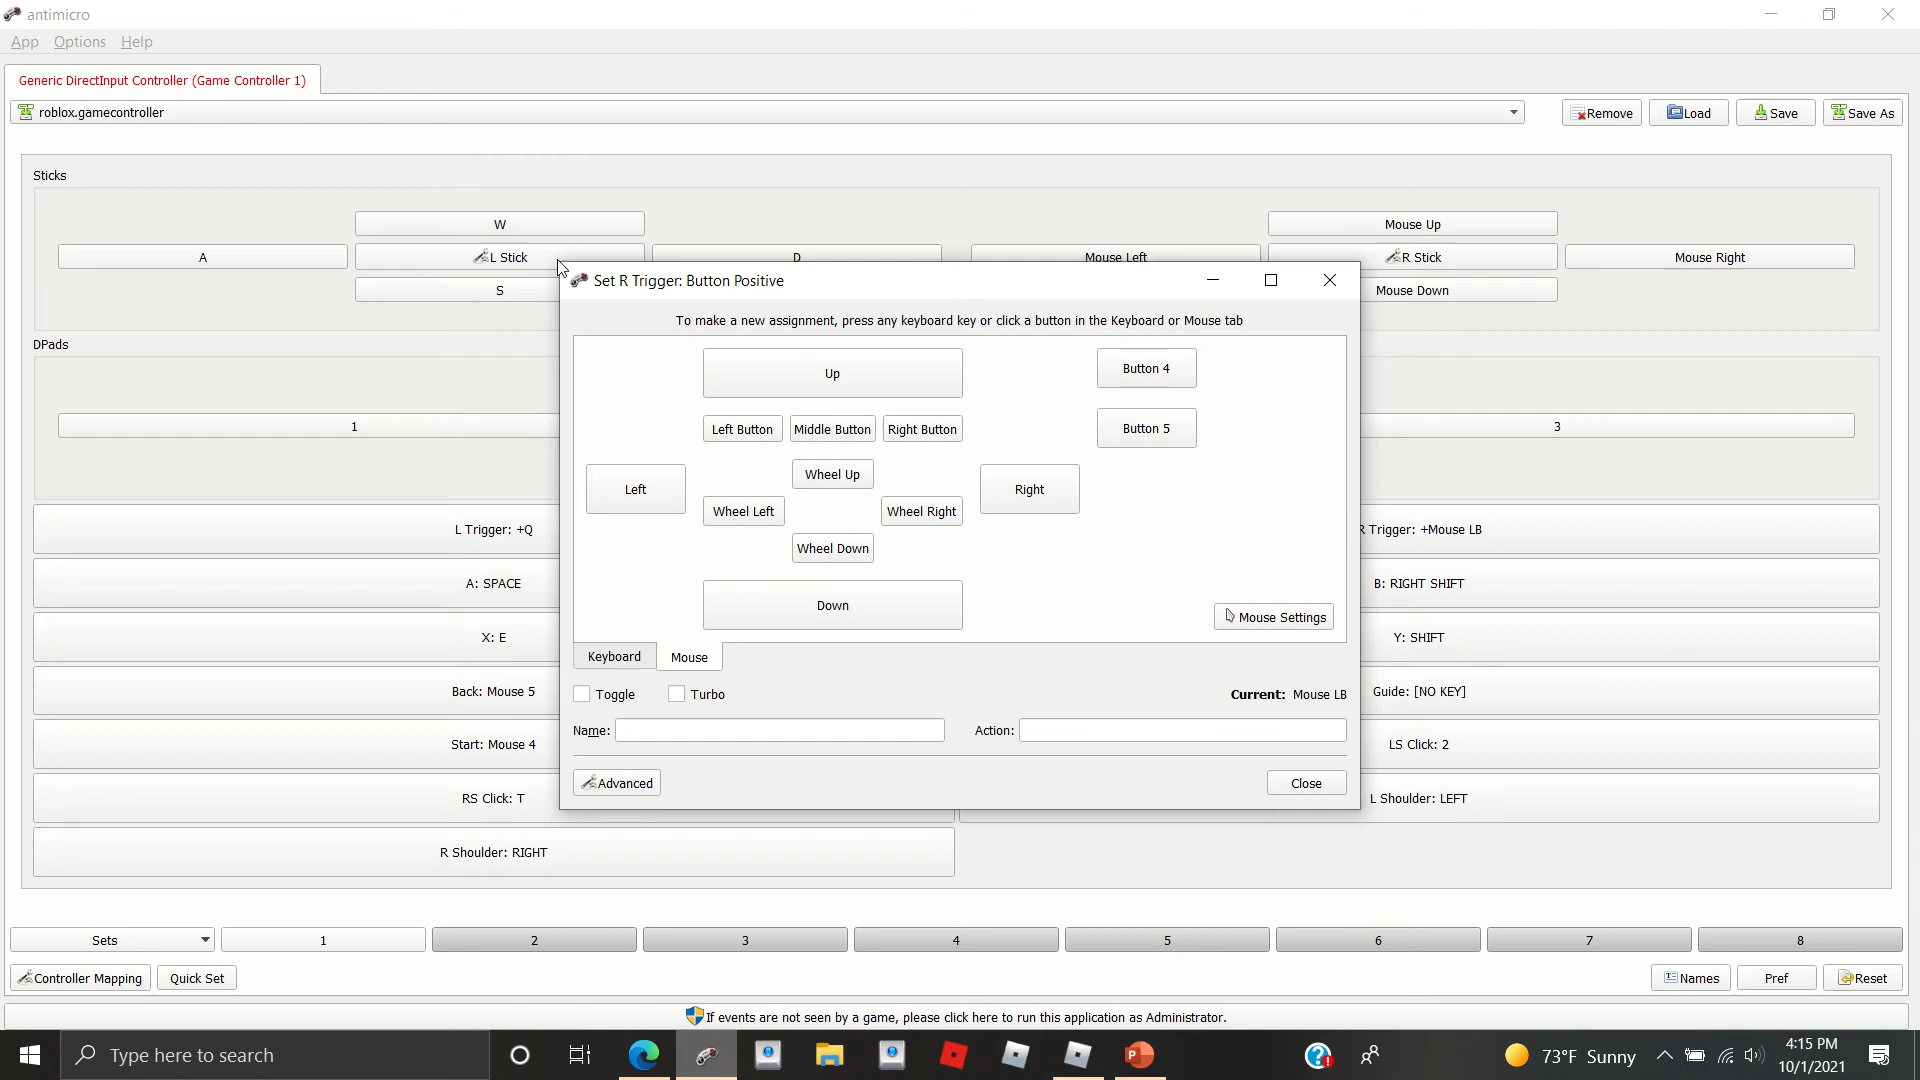 antimicro
App Options Help
Generic DirectInput Controller (Game Controller 1)
roblox.gamecontroller
Remove Load Save Save As
Sticks
W
Mouse Up
A L Stick D Mouse Left R Stick Mouse Right
S
Mouse Down
DPads
1
3
L Trigger: +Q
R Trigger: +Mouse LB
A: SPACE
B: RIGHT SHIFT
X: E
Y: SHIFT
Back: Mouse 5
Guide: [NO KEY]
Start: Mouse 4
LS Click: 2
RS Click: T
L Shoulder: LEFT
R Shoulder: RIGHT
Set R Trigger: Button Positive
To make a new assignment, press any keyboard key or click a button in the Keyboard or Mouse tab
Up
Button 4
Left Button Middle Button Right Button
Button 5
Wheel Up
Left
Right
Wheel Left Wheel Right
Wheel Down
Down
Mouse Settings
Keyboard Mouse
Toggle Turbo
Current: Mouse LB
Name:
Action:
Advanced
Close
Sets 1 2 3 4 5 6 7 8
Controller Mapping Quick Set
Names Pref Reset
If events are not seen by a game, please click here to run this application as Administrator.
Type here to search
73°F Sunny
4:15 PM
10/1/2021